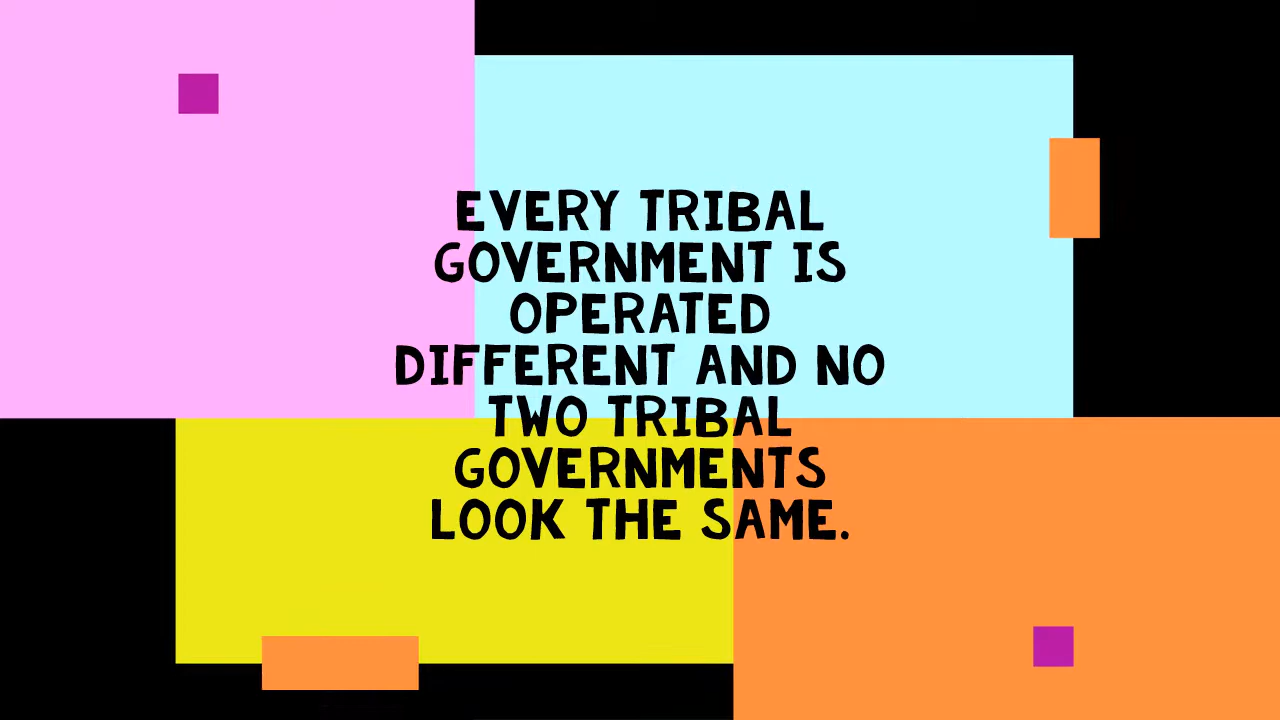 EVERY TRIBAL
GOVERNMENT IS
OPERATED
DIFFERENT AND NO
TWO TRIBAL
GOVERNMENTS
LOOK THE SAME.